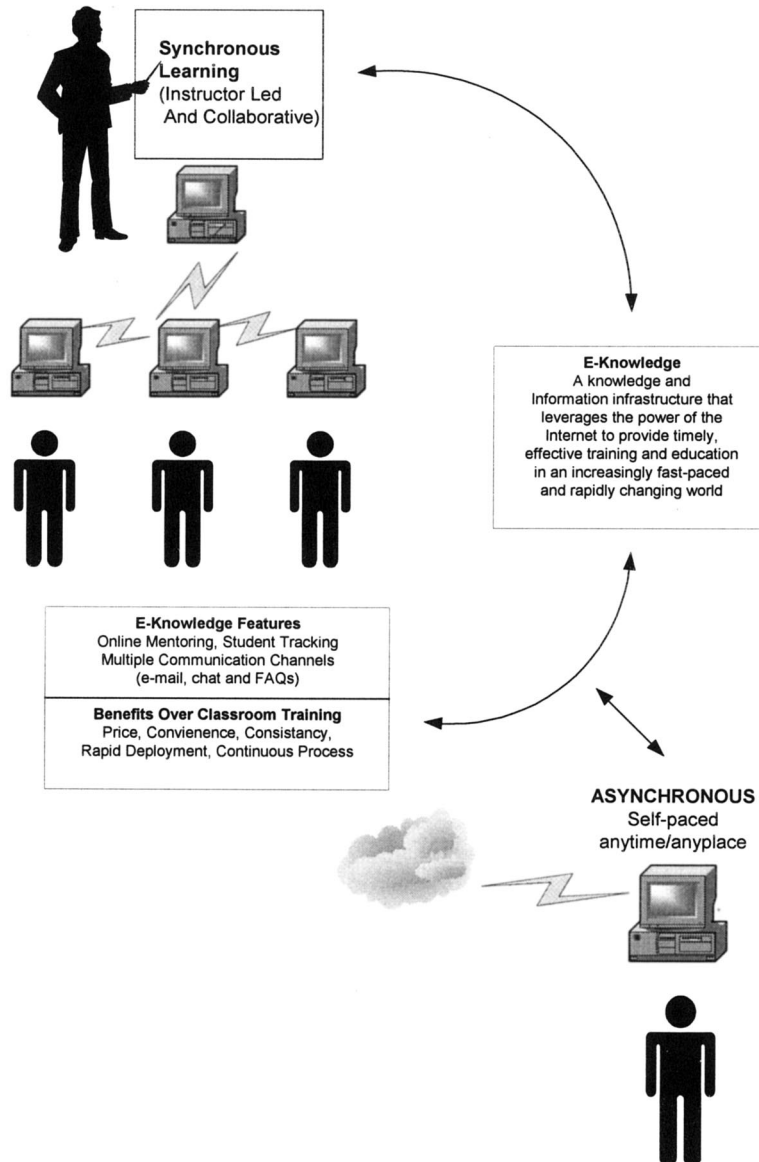 Synchronous
Learning
(Instructor Led
And Collaborative)
E-Knowledge
A knowledge and
Information infrastructure that
leverages the power of the
Internet to provide timely,
effective training and education
in an increasingly fast-paced
and rapidly changing world
E-Knowledge Features
Online Mentoring, Student Tracking
Multiple Communication Channels
(e-mail, chat and FAQs)
Benefits Over Classroom Training
Price, Convienence, Consistancy,
Rapid Deployment, Continuous Process
ASYNCHRONOUS
Self-paced
anytime/anyplace